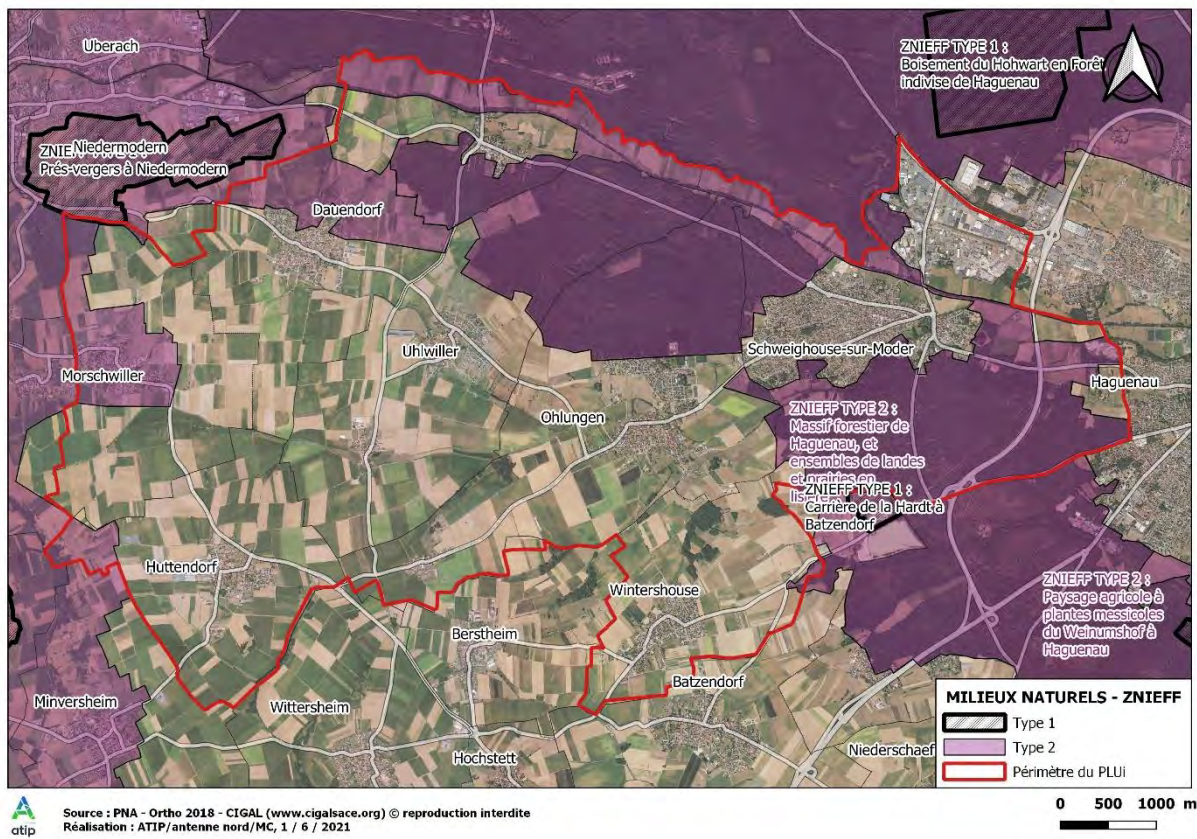 Uberach
ZNIEFF TYPE 1 :
Boisement du Hohwart en Forêt
indivise de Haguenau
Niedermodern
Prés-vergers à Niedermodern
Dauendorf
Uhlwiller
Schweighouse-sur-Moder
Morschwiller
Haguenau
Ohlungen
ZNIEFF TYPE 2 :
Massif forestier de
Haguenau, et
ensembles de landes
et prairies en
ZNIEFF TYPE 1 :
Carrière de la Hardt à
Batzendorf
Huttendorf
Wintershouse
ZNIEFF TYPE 2 :
Paysage agricole à
plantes messicoles
du Weinumshof à
Haguenau
Berstheim
Batzendorf
Minversheim
Wittersheim
Hochstett
Niederschaef
MILIEUX NATURELS - ZNIEFF
Type 1
Type 2
Périmètre du PLUi
atip
Source : PNA - Ortho 2018 - CIGAL (www.cigalsace.org) © reproduction interdite
Réalisation : ATIP/antenne nord/MC, 1 / 6 / 2021
0 500 1000 m